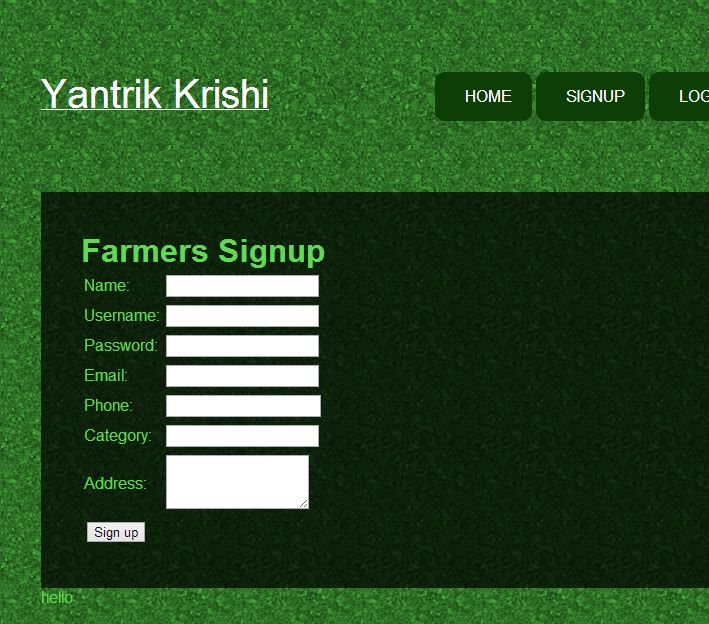 Yantrik Krishi
HOME SIGNUP LOG
Farmers Signup
Name:
Username:
Password:
Email:
Phone:
Category:
Address:
Sign up
hello